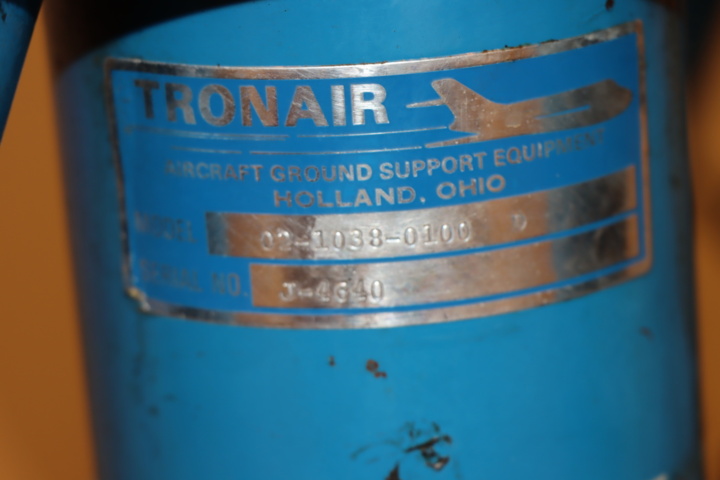 TRONAIR
AIRCRAFT GROUND SUPPORT EQUIPMENT
HOLLAND, OHIO
MODEL 02-1038-0100 D
SERIAL NO. J-4640